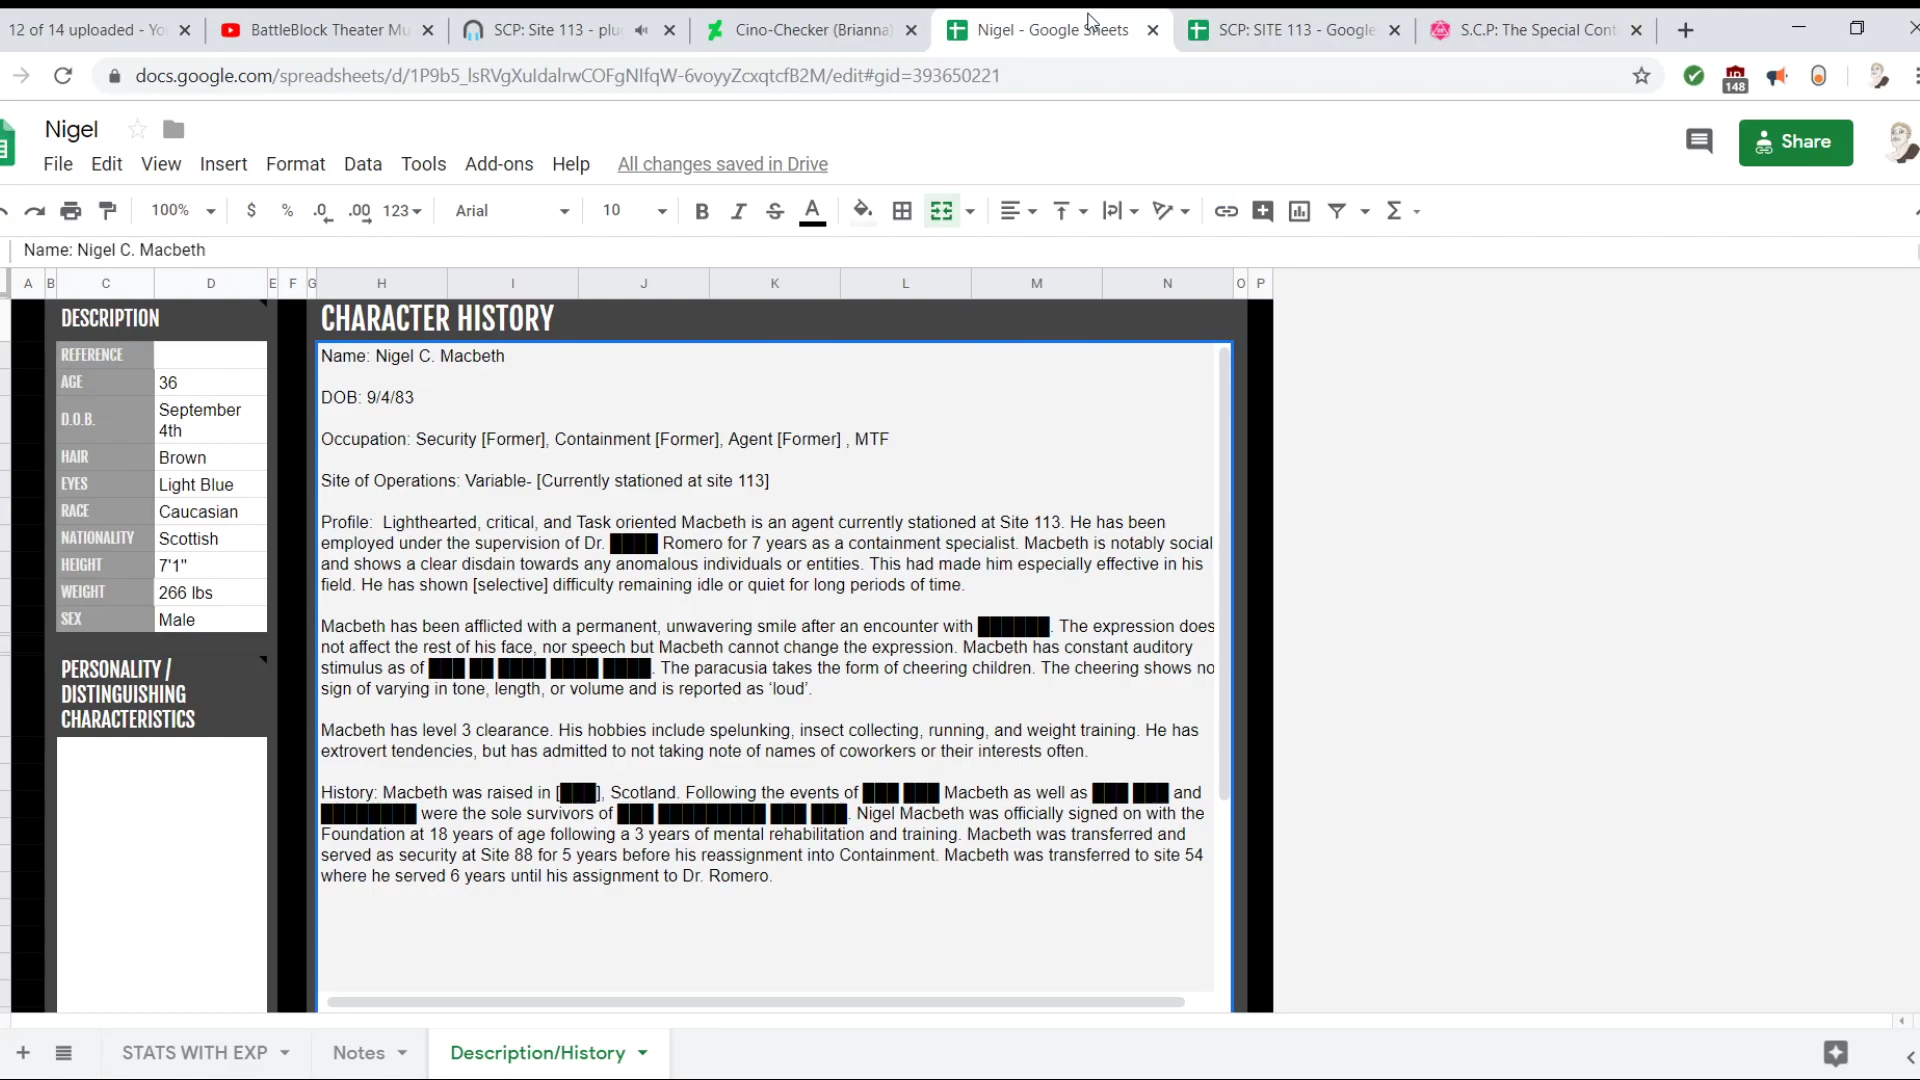 12 of 14 uploaded - Yo
BattleBlock Theater Mu
SCP: Site 113 - plu
Cino-Checker (Brianna)
Nigel - Google Sheets
SCP: SITE 113 - Google
S.C.P: The Special Cont
docs.google.com/spreadsheets/d/1P9b5_lsRVgXuIdaIrwCOFgNIfqW-6voyyZcxqtcfB2M/edit#gid=393650221
148
Nigel
Share
File Edit View Insert Format Data Tools Add-ons Help All changes saved in Drive
100% $ % .0 .00 123 Arial 10 B I S A Σ
Name: Nigel C. Macbeth
A B C D E F G H I J K L M N O P
DESCRIPTION
REFERENCE
AGE 36
D.O.B. September 4th
HAIR Brown
EYES Light Blue
RACE Caucasian
NATIONALITY Scottish
HEIGHT 7'1"
WEIGHT 266 lbs
SEX Male
PERSONALITY /
DISTINGUISHING
CHARACTERISTICS
CHARACTER HISTORY
Name: Nigel C. Macbeth
DOB: 9/4/83
Occupation: Security [Former], Containment [Former], Agent [Former] , MTF
Site of Operations: Variable- [Currently stationed at site 113]
Profile:  Lighthearted, critical, and Task oriented Macbeth is an agent currently stationed at Site 113. He has been
employed under the supervision of Dr. ████ Romero for 7 years as a containment specialist. Macbeth is notably social
and shows a clear disdain towards any anomalous individuals or entities. This had made him especially effective in his
field. He has shown [selective] difficulty remaining idle or quiet for long periods of time.
Macbeth has been afflicted with a permanent, unwavering smile after an encounter with ██████. The expression does
not affect the rest of his face, nor speech but Macbeth cannot change the expression. Macbeth has constant auditory
stimulus as of ███ ██ ████ ████ ████. The paracusia takes the form of cheering children. The cheering shows no
sign of varying in tone, length, or volume and is reported as ‘loud’.
Macbeth has level 3 clearance. His hobbies include spelunking, insect collecting, running, and weight training. He has
extrovert tendencies, but has admitted to not taking note of names of coworkers or their interests often.
History: Macbeth was raised in [███], Scotland. Following the events of ███ ███ Macbeth as well as ███ ███ and
████████ were the sole survivors of ███ █████████ ███ ███. Nigel Macbeth was officially signed on with the
Foundation at 18 years of age following a 3 years of mental rehabilitation and training. Macbeth was transferred and
served as security at Site 88 for 5 years before his reassignment into Containment. Macbeth was transferred to site 54
where he served 6 years until his assignment to Dr. Romero.
STATS WITH EXP
Notes
Description/History